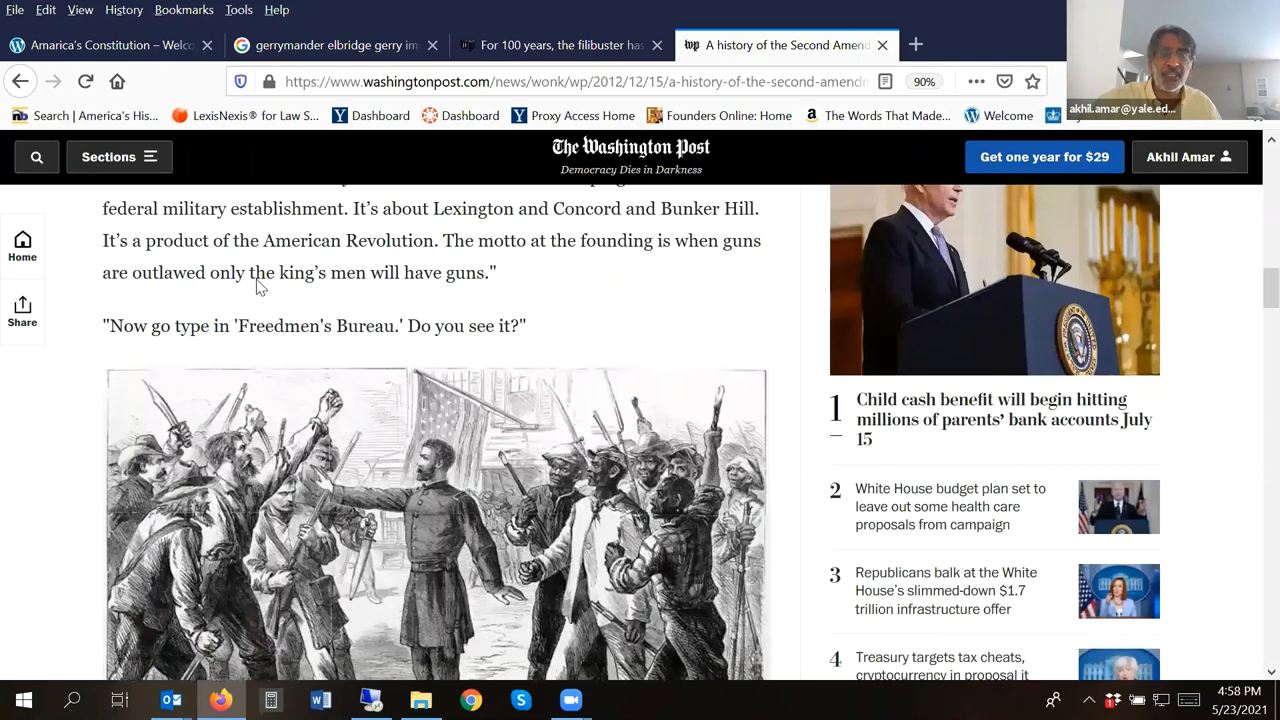 File Edit View History Bookmarks Tools Help
Amarica's Constitution – Welco
gerrymander elbridge gerry im
For 100 years, the filibuster has
A history of the Second Amend
https://www.washingtonpost.com/news/wonk/wp/2012/12/15/a-history-of-the-second-amendm
90%
akhil.amar@yale.ed...
Search | America's His...
LexisNexis® for Law S...
Dashboard
Proxy Access Home
Founders Online: Home
The Words That Made...
Welcome
Sections
The Washington Post
Democracy Dies in Darkness
Get one year for $29
Akhil Amar
Home
Share
federal military establishment. It's about Lexington and Concord and Bunker Hill.
It's a product of the American Revolution. The motto at the founding is when guns
are outlawed only the king's men will have guns."
"Now go type in 'Freedmen's Bureau.' Do you see it?"
1
Child cash benefit will begin hitting
millions of parents' bank accounts July
15
2
White House budget plan set to
leave out some health care
proposals from campaign
3
Republicans balk at the White
House's slimmed-down $1.7
trillion infrastructure offer
4
Treasury targets tax cheats,
cryptocurrency in proposal it
4:58 PM
5/23/2021